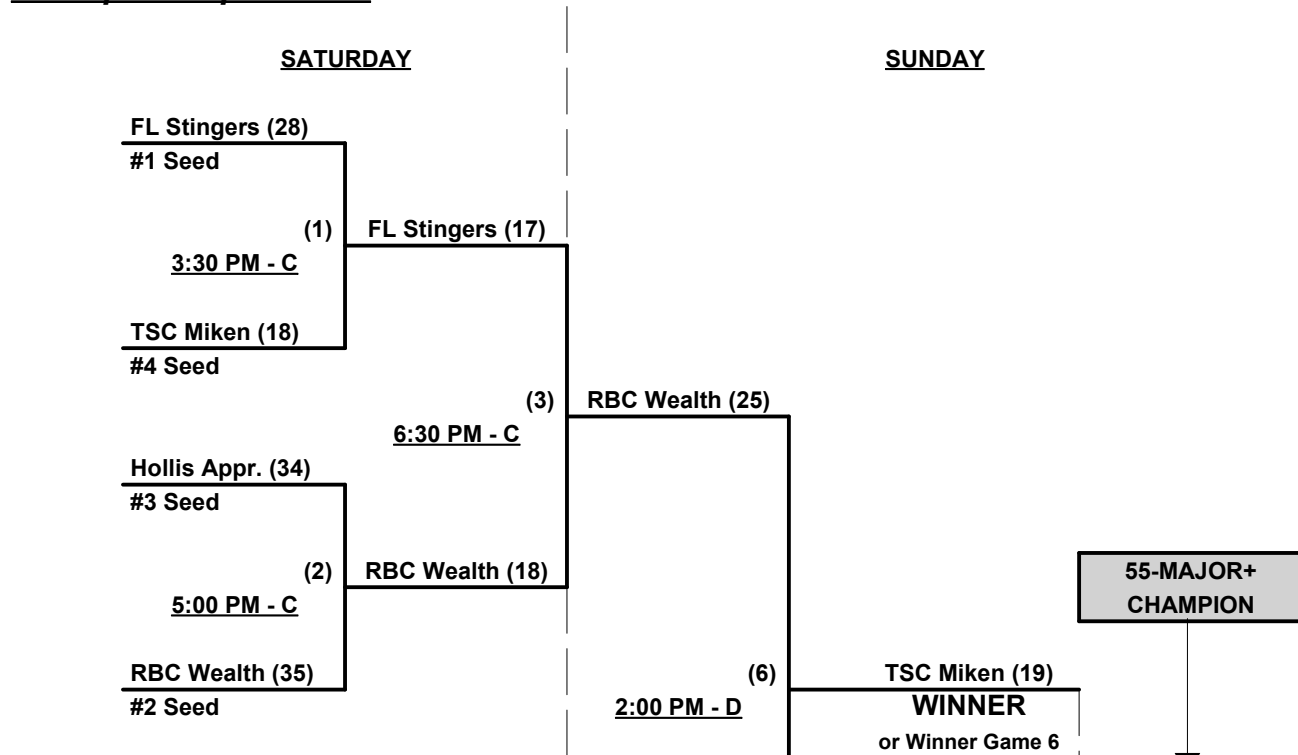 SATURDAY
SUNDAY
FL Stingers (28)
#1 Seed
(1)
FL Stingers (17)
3:30 PM - C
TSC Miken (18)
#4 Seed
(3)
RBC Wealth (25)
6:30 PM - C
Hollis Appr. (34)
#3 Seed
(2)
RBC Wealth (18)
5:00 PM - C
55-MAJOR+
CHAMPION
RBC Wealth (35)
#2 Seed
(6)
TSC Miken (19)
2:00 PM - D
WINNER
or Winner Game 6